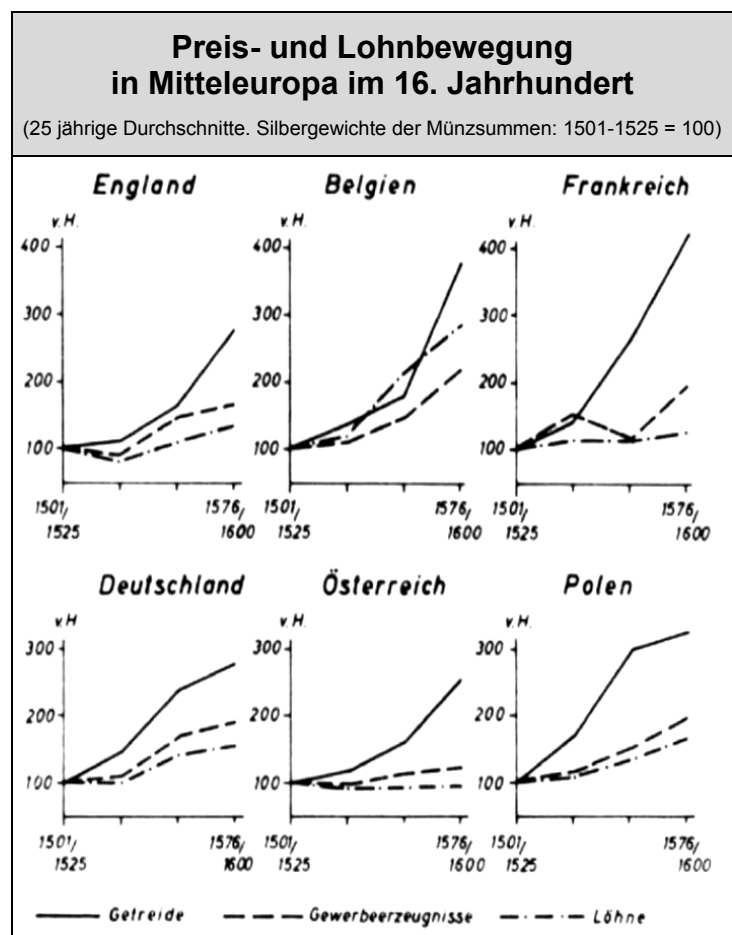 Preis- und Lohnbewegung
in Mitteleuropa im 16. Jahrhundert
(25 jährige Durchschnitte. Silbergewichte der Münzsummen: 1501-1525 = 100)
England
v.H.
400
300
200
100
1501/
1525
1576/
1600
Belgien
v.H.
400
300
200
100
1501/
1525
1576/
1600
Frankreich
v.H.
400
300
200
100
1501/
1525
1576/
1600
Deutschland
v.H
300
200
100
1501/
1525
1576/
1600
Österreich
v.H.
300
200
100
1501/
1525
1576/
1600
Polen
v.H.
300
200
100
1501/
1525
1576/
1600
Getreide
Gewerbeerzeugnisse
Löhne